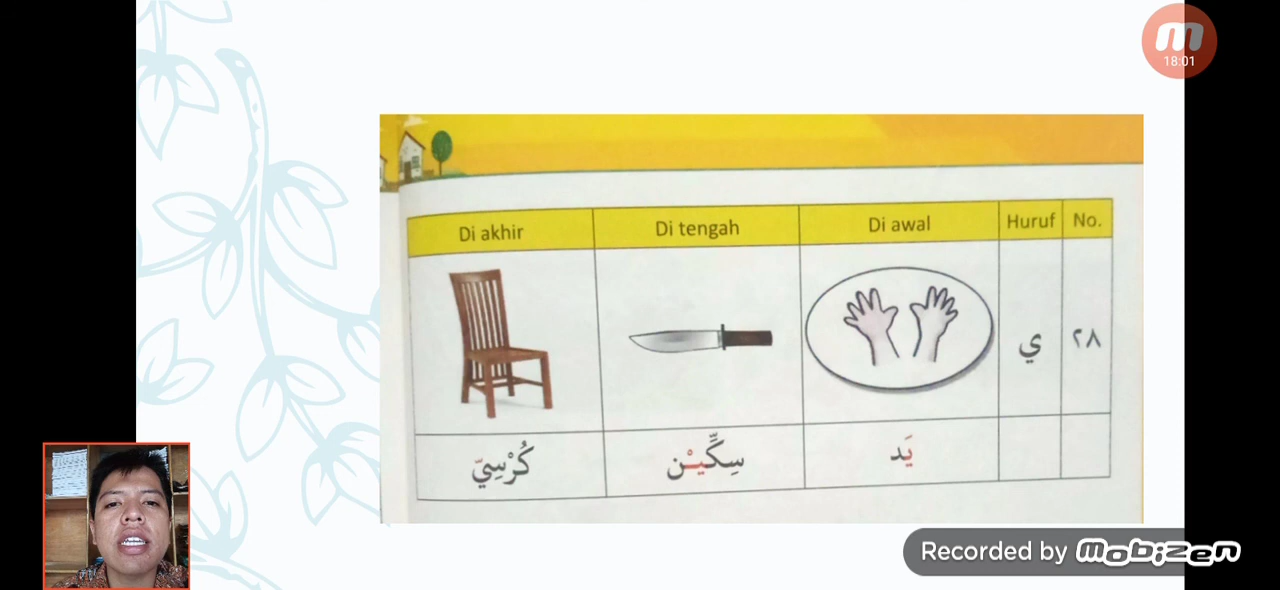 18:01
No. Huruf Di awal Di tengah Di akhir
٢٨ ي
يَد سِكِّيْن كُرْسِيّ
Recorded by Mobizen